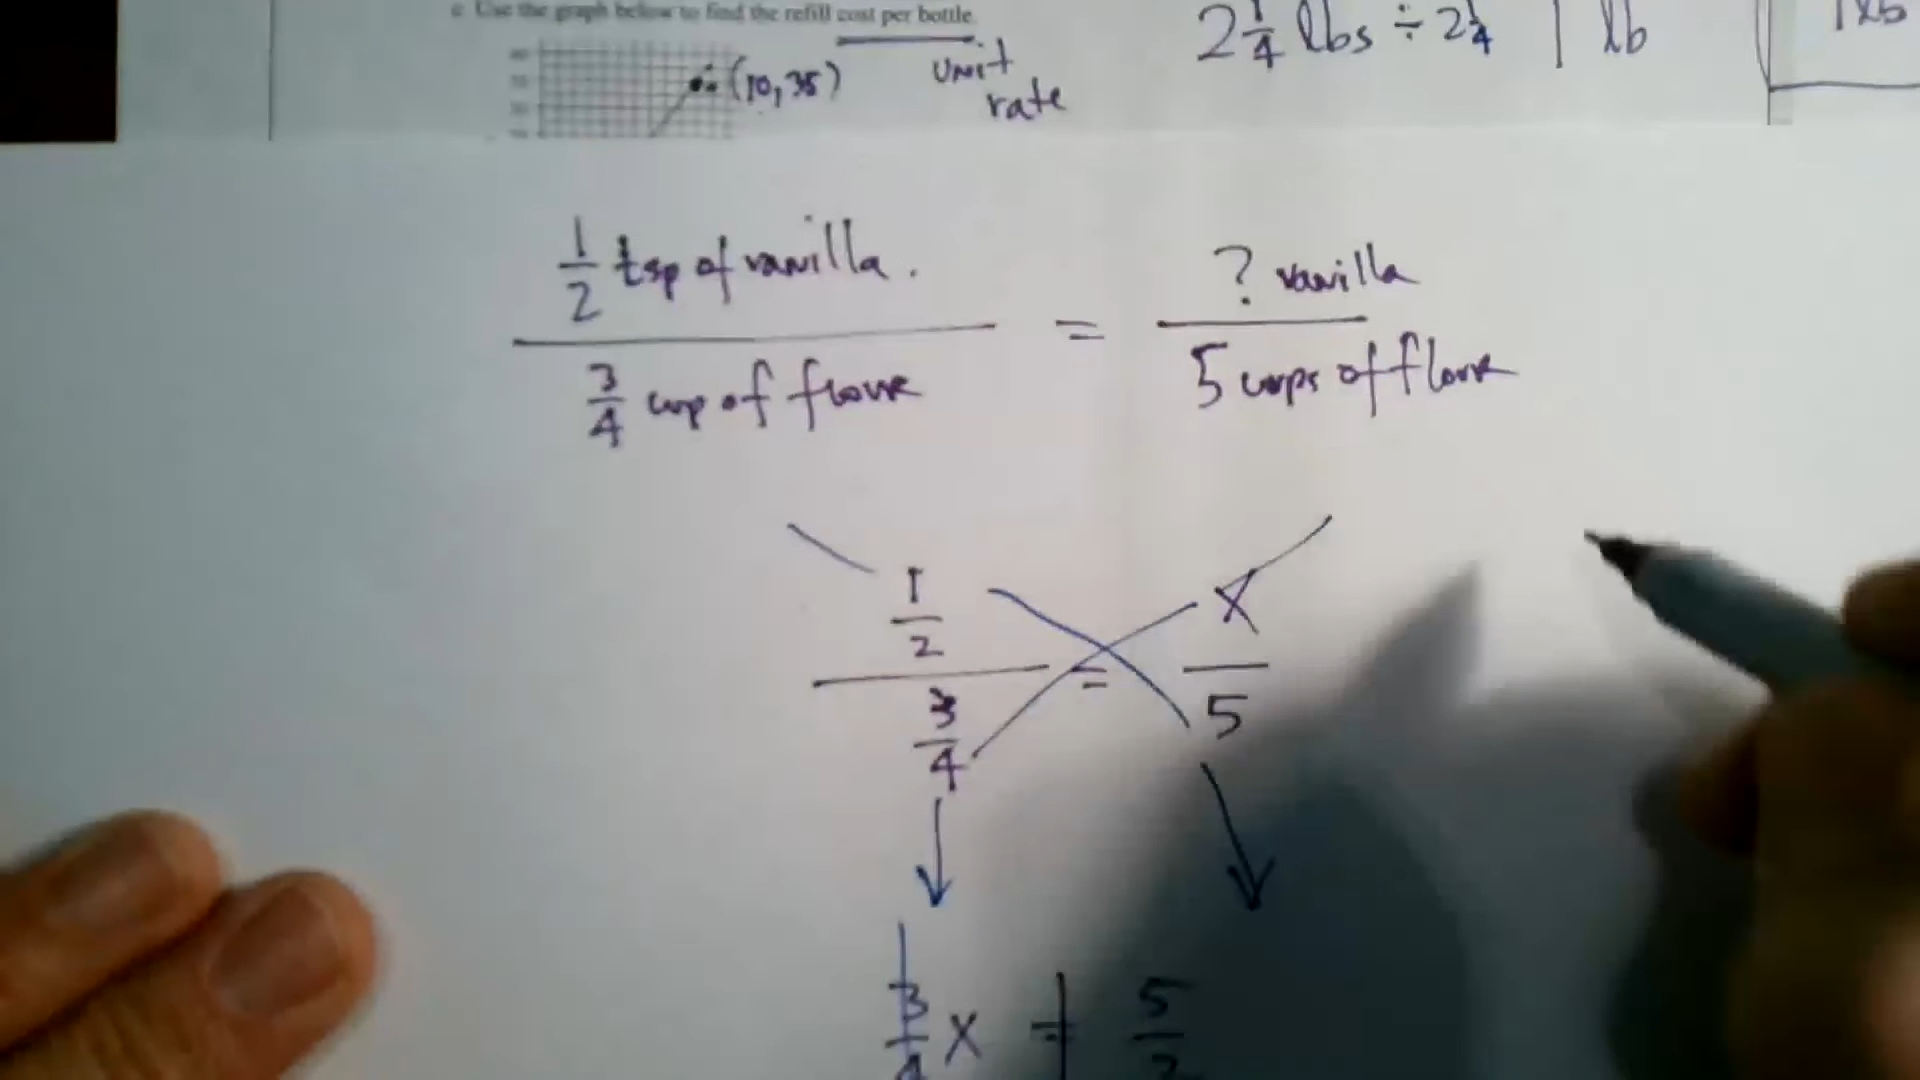 c. Use the graph below to find the refill cost per bottle.
(10,35)
unit
rate
2 1/4 lbs ÷ 2 1/4 | lb
1 lb
1/2 tsp of vanilla.
3/4 cup of flour
=
? vanilla
5 cups of flour
1/2
3/4
=
x
5
3/4 x = 5/2